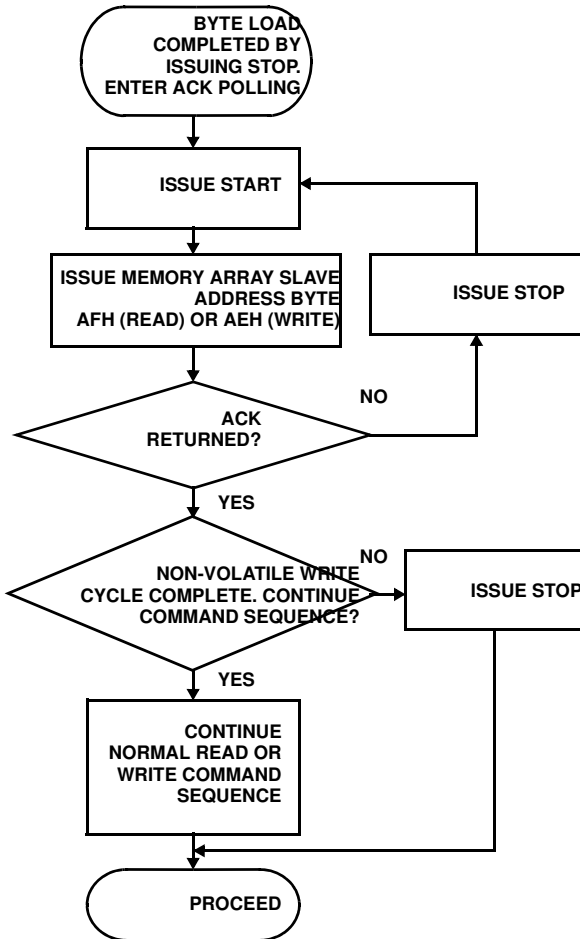 BYTE LOAD
COMPLETED BY
ISSUING STOP.
ENTER ACK POLLING
ISSUE START
ISSUE MEMORY ARRAY SLAVE
ADDRESS BYTE
AFH (READ) OR AEH (WRITE)
ISSUE STOP
NO
ACK
RETURNED?
YES
NO
NON-VOLATILE WRITE
CYCLE COMPLETE. CONTINUE
COMMAND SEQUENCE?
ISSUE STOP
YES
CONTINUE
NORMAL READ OR
WRITE COMMAND
SEQUENCE
PROCEED